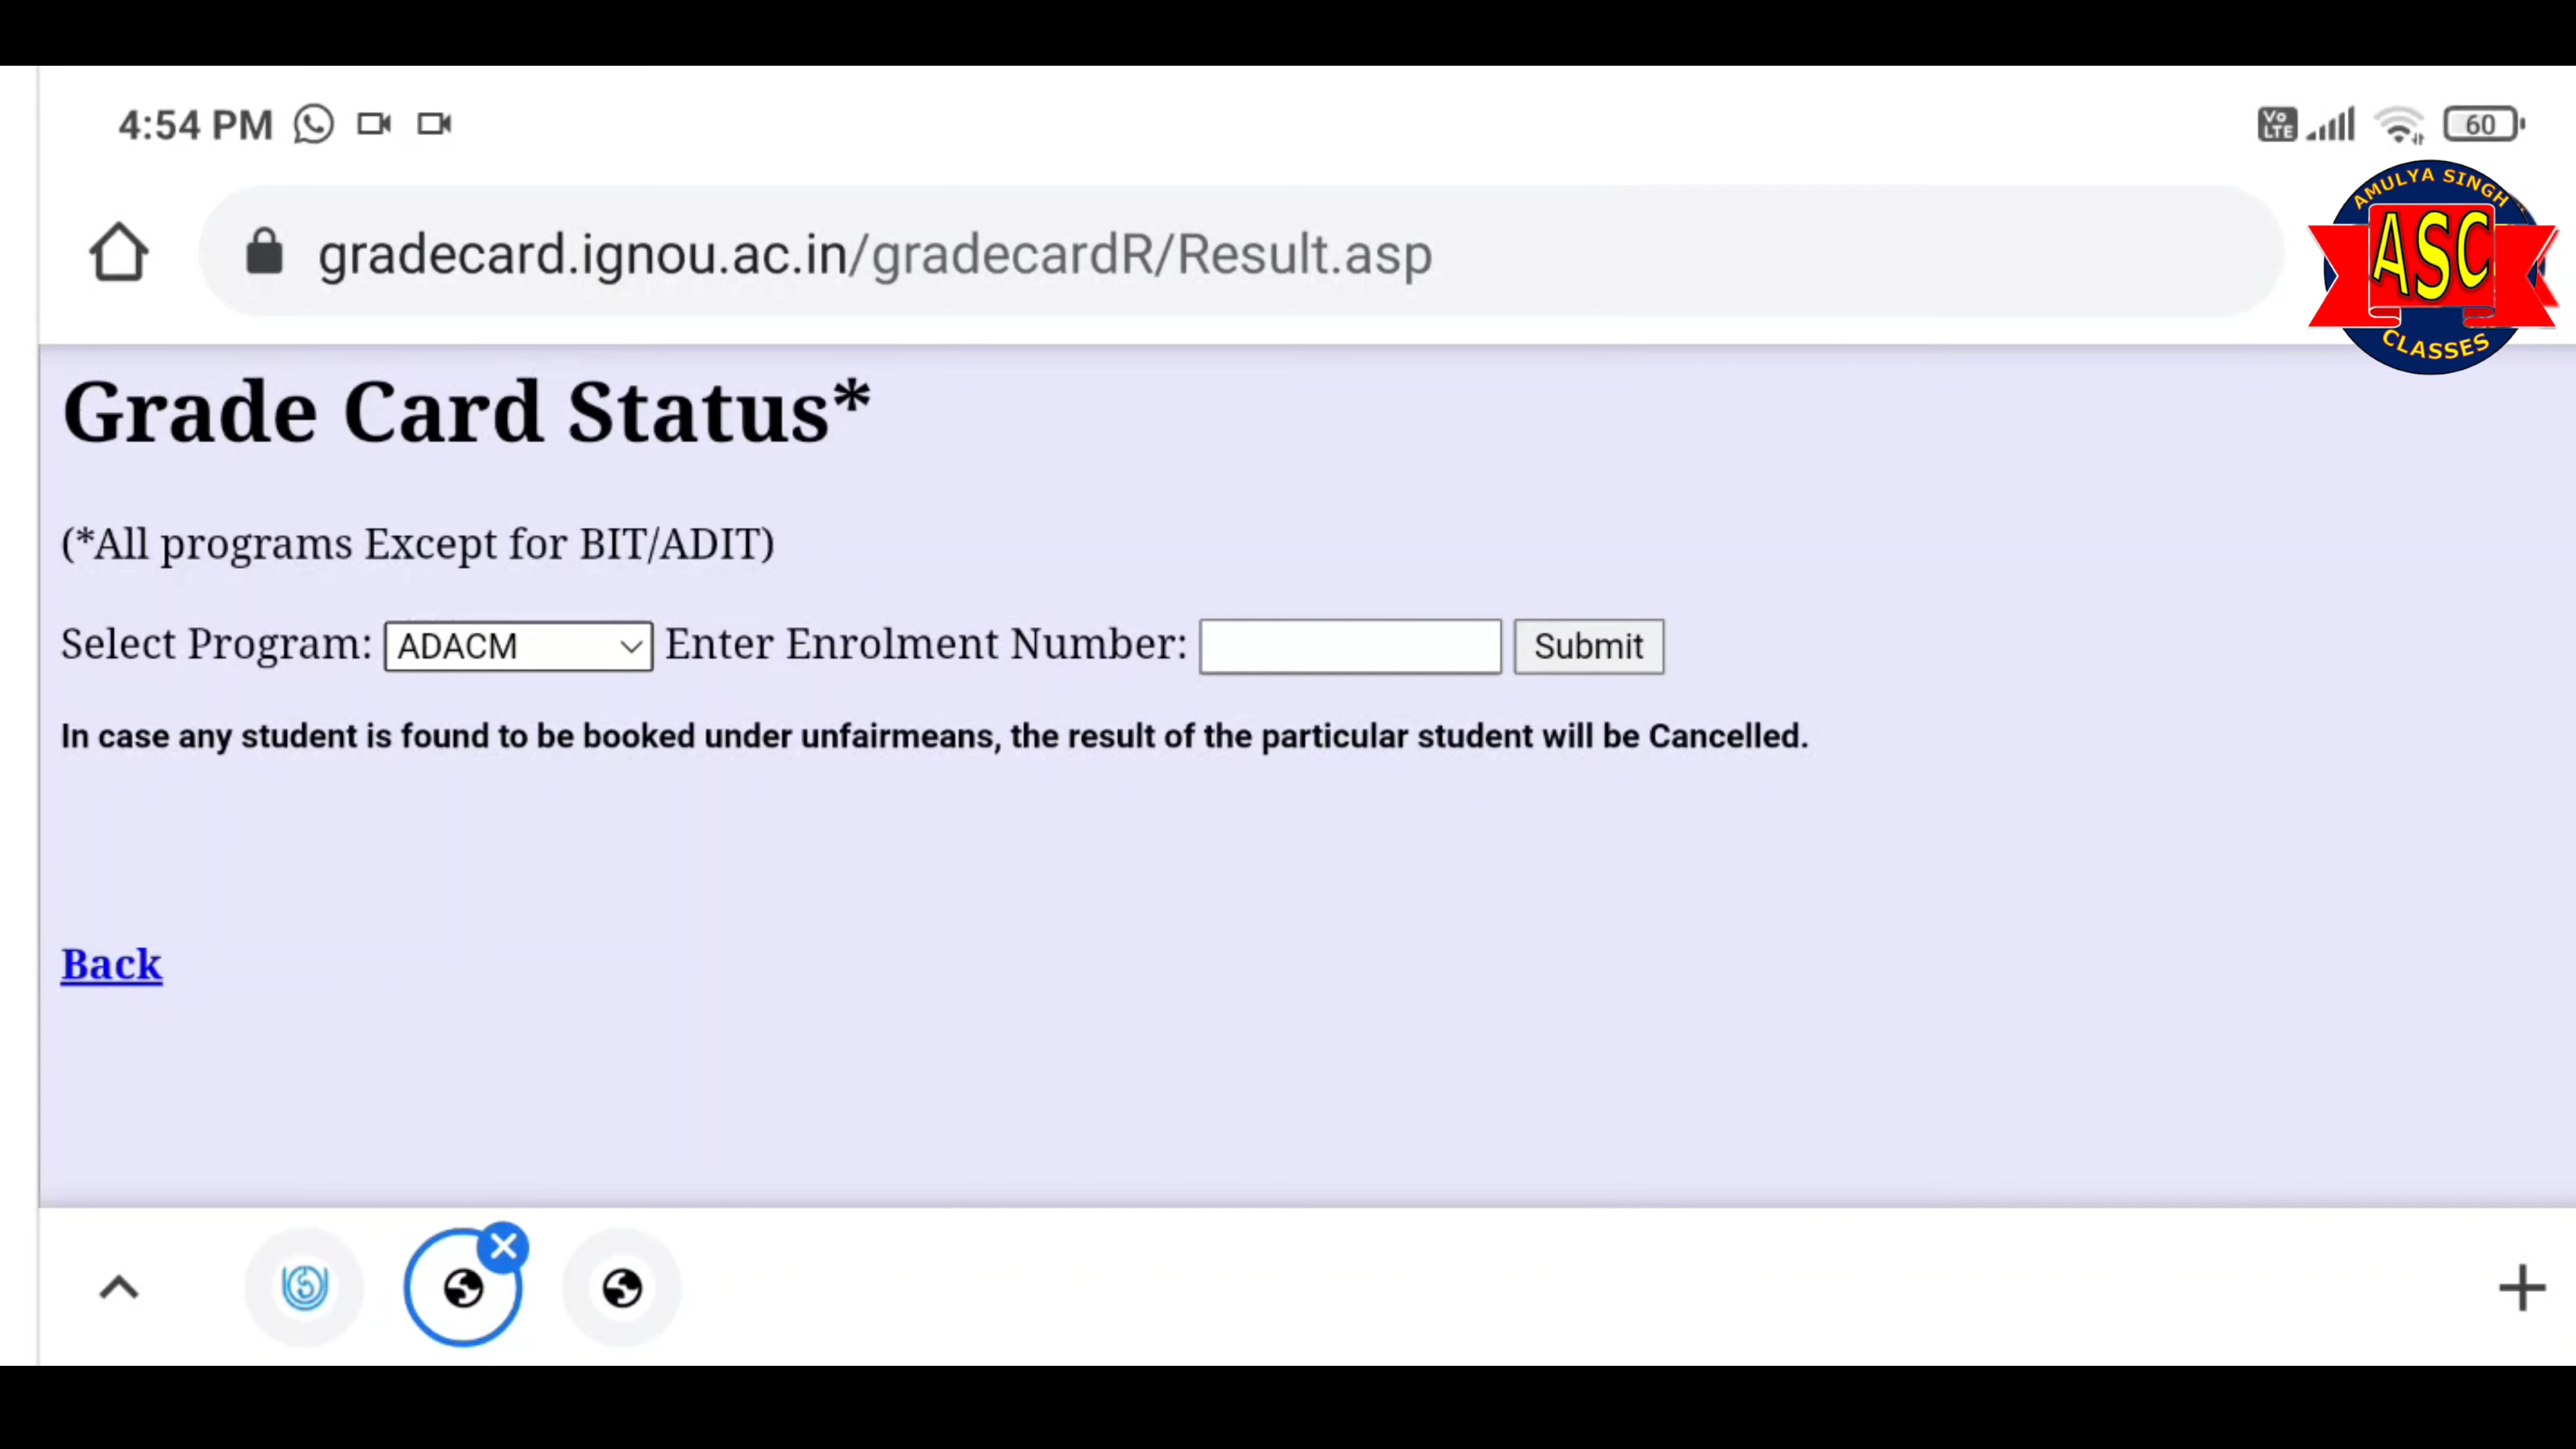 4:54 PM
Vo LTE
60
gradecard.ignou.ac.in/gradecardR/Result.asp
AMULYA SINGH
ASC
CLASSES
Grade Card Status*
(*All programs Except for BIT/ADIT)
Select Program: ADACM Enter Enrolment Number: Submit
In case any student is found to be booked under unfairmeans, the result of the particular student will be Cancelled.
Back